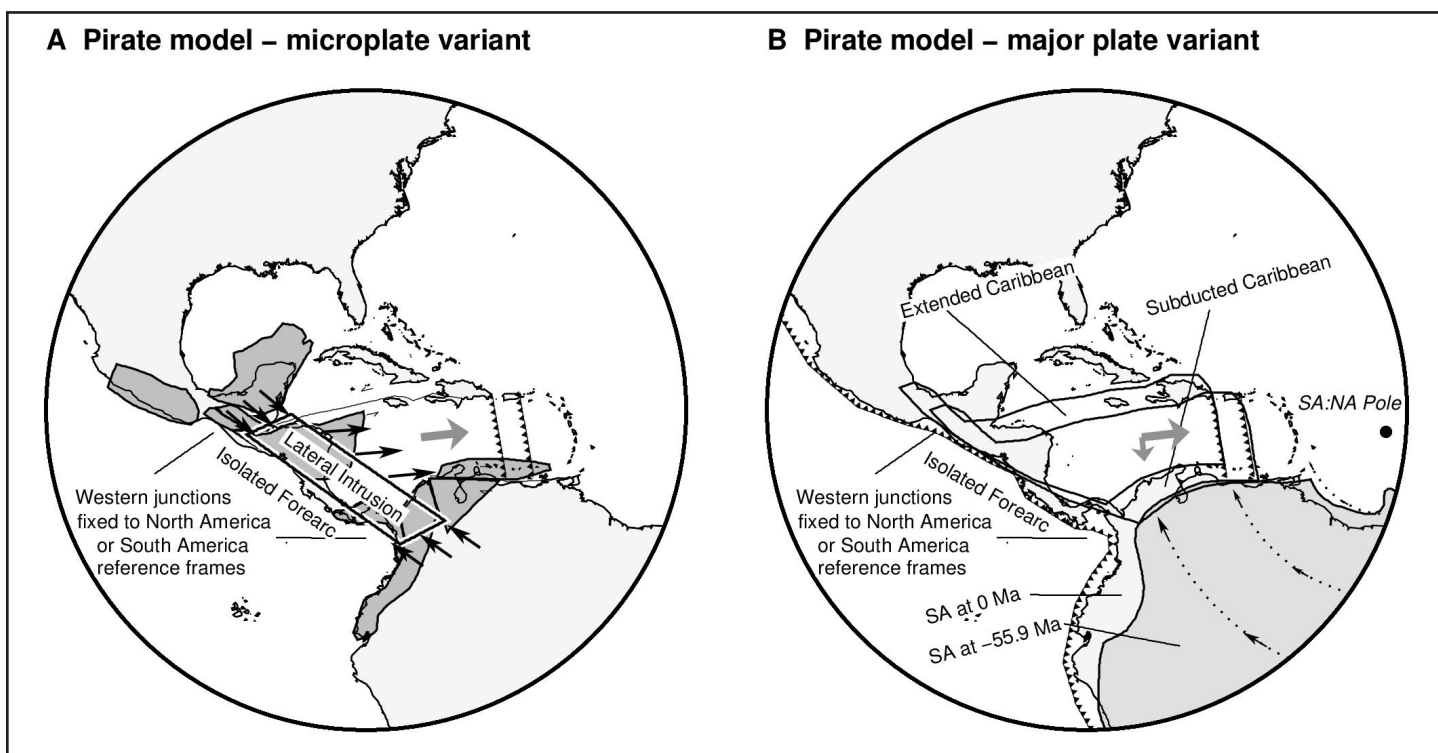 A Pirate model – microplate variant
Lateral Intrusion
Isolated Forearc
Western junctions
fixed to North America
or South America
reference frames
B Pirate model – major plate variant
Extended Caribbean
Subducted Caribbean
SA:NA Pole
Isolated Forearc
Western junctions
fixed to North America
or South America
reference frames
SA at 0 Ma
SA at –55.9 Ma